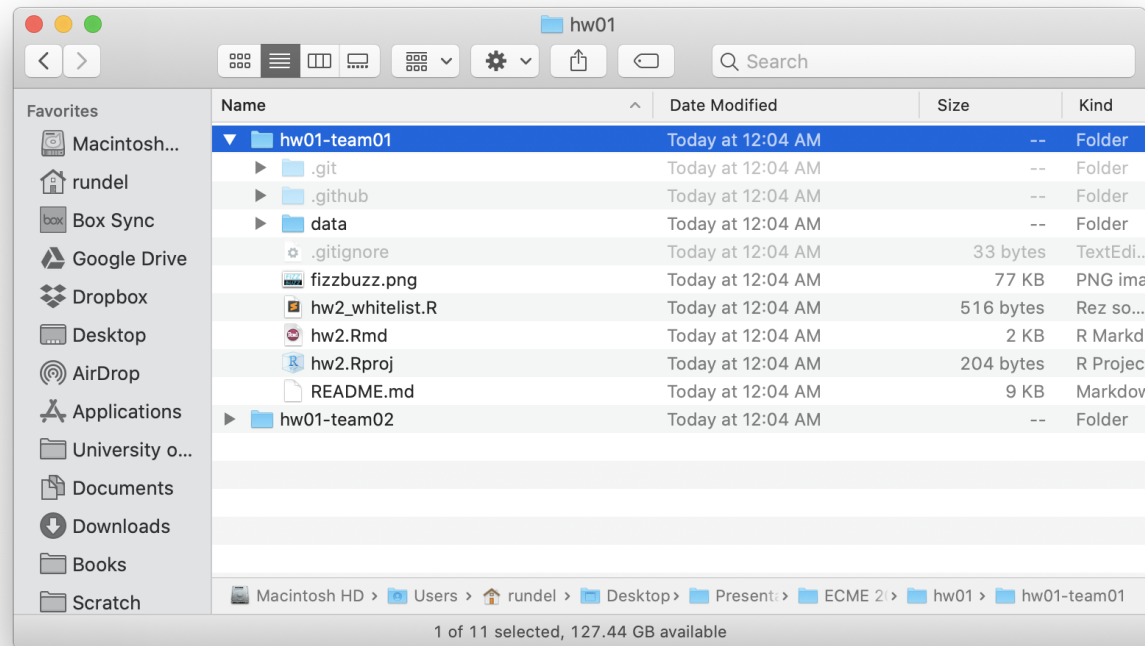 hw01
Search
Favorites
Macintosh...
rundel
Box Sync
Google Drive
Dropbox
Desktop
AirDrop
Applications
University o...
Documents
Downloads
Books
Scratch
Name Date Modified Size Kind
hw01-team01 Today at 12:04 AM -- Folder
.git Today at 12:04 AM -- Folder
.github Today at 12:04 AM -- Folder
data Today at 12:04 AM -- Folder
.gitignore Today at 12:04 AM 33 bytes TextEdi...
fizzbuzz.png Today at 12:04 AM 77 KB PNG ima
hw2_whitelist.R Today at 12:04 AM 516 bytes Rez so...
hw2.Rmd Today at 12:04 AM 2 KB R Markd
hw2.Rproj Today at 12:04 AM 204 bytes R Projec
README.md Today at 12:04 AM 9 KB Markdow
hw01-team02 Today at 12:04 AM -- Folder
Macintosh HD › Users › rundel › Desktop › Present › ECME 2 › hw01 › hw01-team01
1 of 11 selected, 127.44 GB available